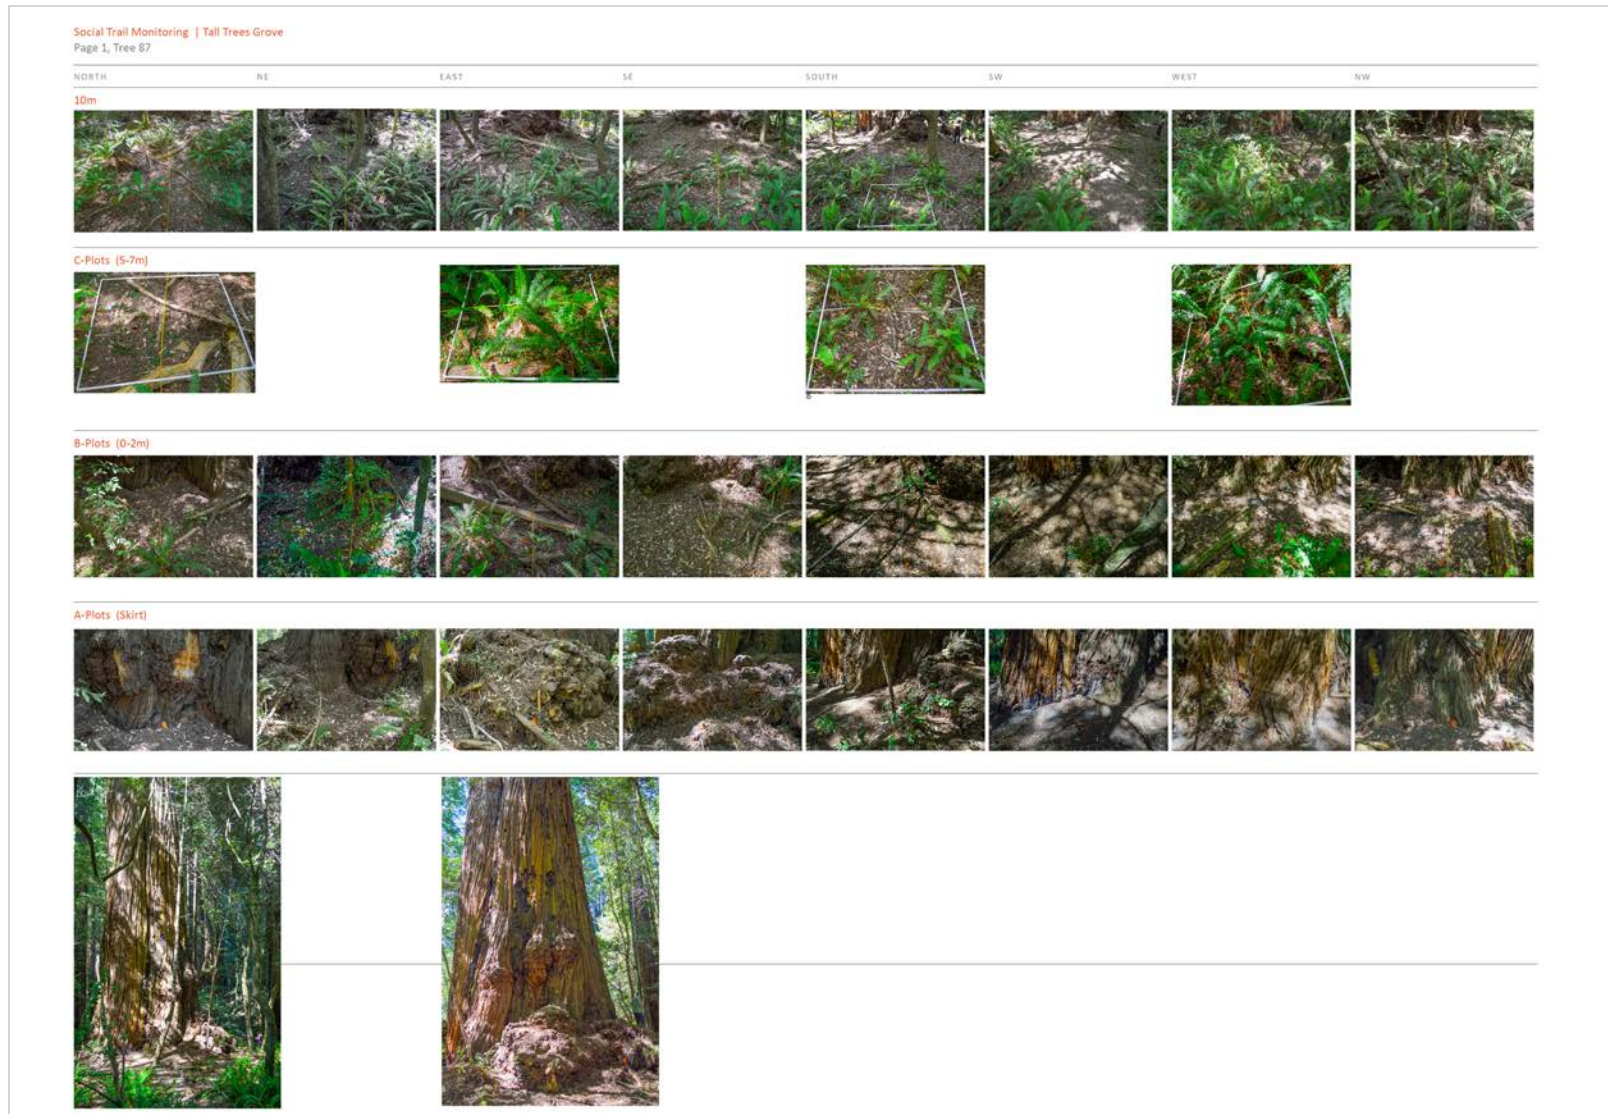 Social Trail Monitoring | Tall Trees Grove
Page 1, Tree 87
NORTH NE EAST SE SOUTH SW WEST NW
10m
C-Plots (5-7m)
B-Plots (0-2m)
A-Plots (Skirt)